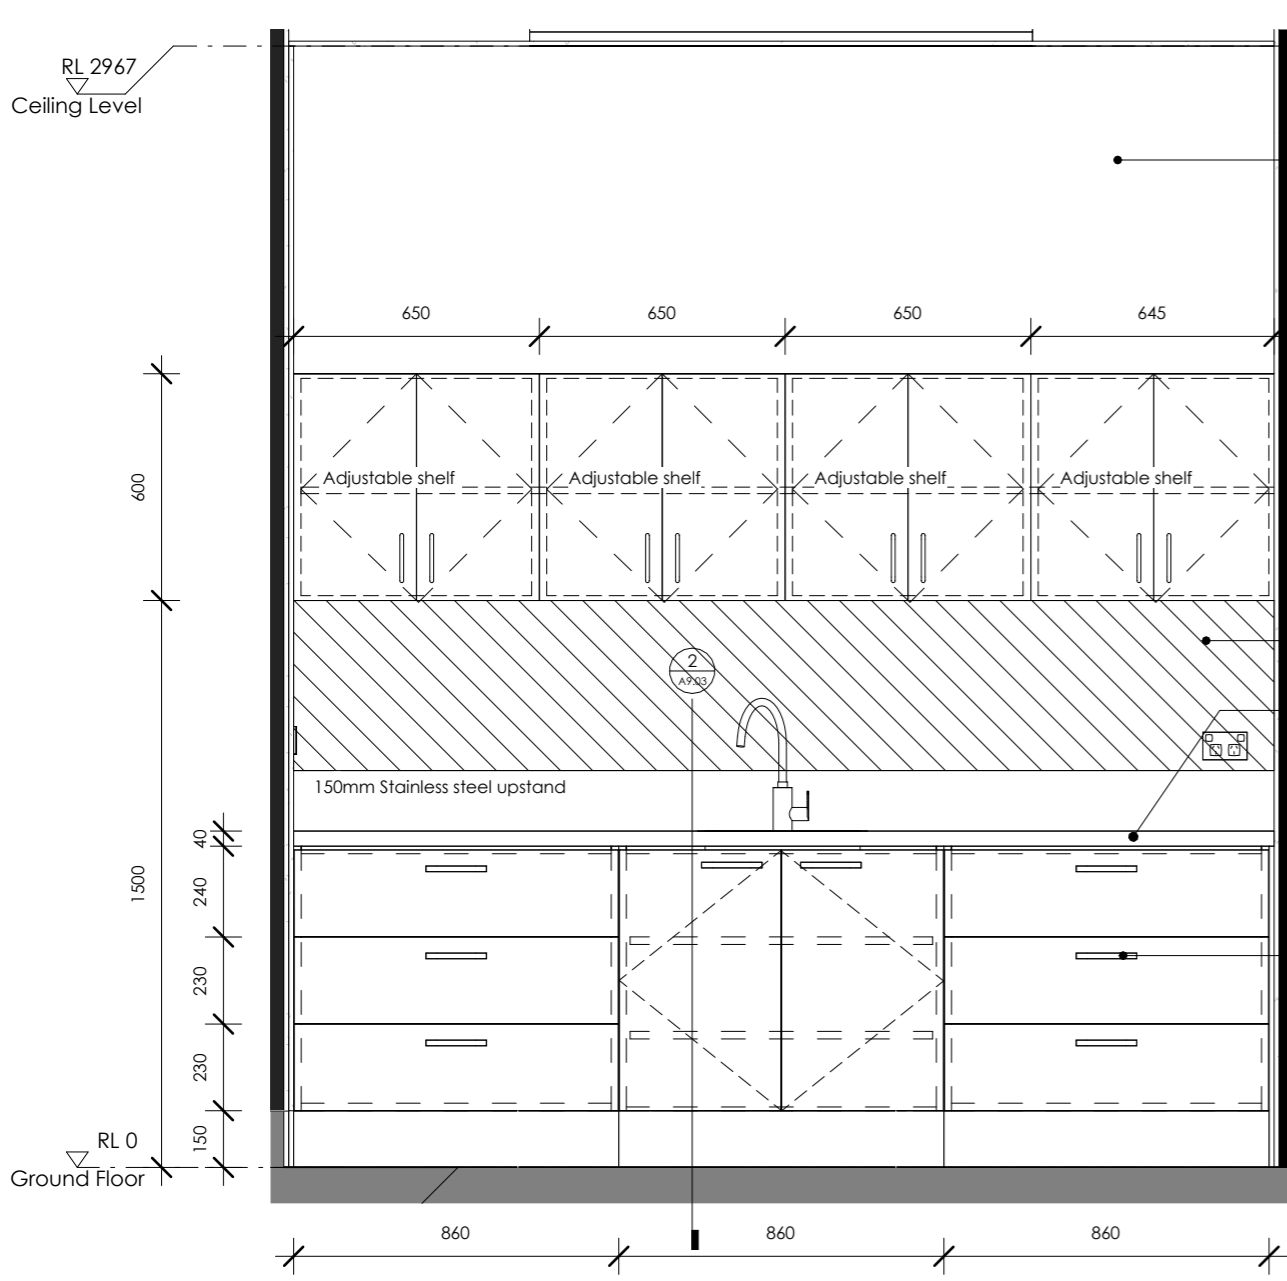 RL 2967
Ceiling Level
650 650 650 645
600
Adjustable shelf Adjustable shelf Adjustable shelf Adjustable shelf
2
A9.03
150mm Stainless steel upstand
40
1500
240
230
230
150
RL 0
Ground Floor
860 860 860